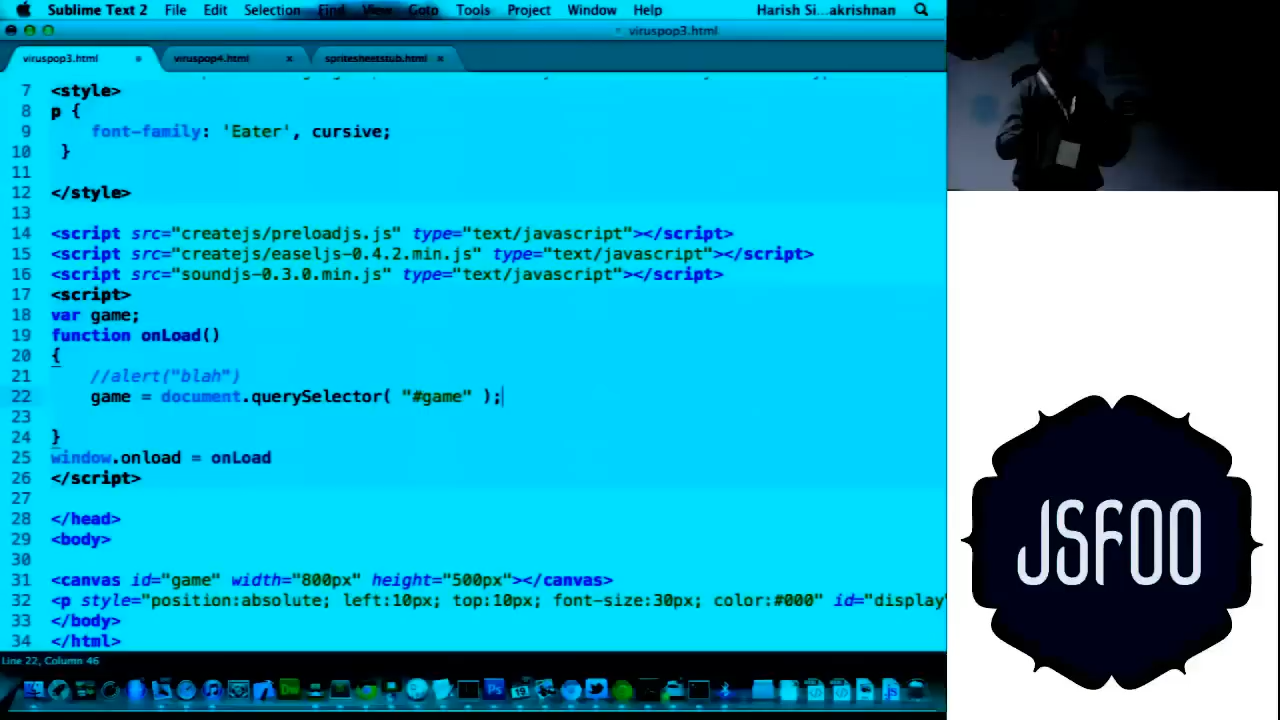 Sublime Text 2 File Edit Selection Find View Goto Tools Project Window Help Harish Si...akrishnan
viruspop3.html
viruspop3.html viruspop4.html spritesheetstub.html
7 <style>
8 p {
9 font-family: 'Eater', cursive;
10 }
11
12 </style>
13
14 <script src="createjs/preloadjs.js" type="text/javascript"></script>
15 <script src="createjs/easeljs-0.4.2.min.js" type="text/javascript"></script>
16 <script src="soundjs-0.3.0.min.js" type="text/javascript"></script>
17 <script>
18 var game;
19 function onLoad()
20 {
21 //alert("blah")
22 game = document.querySelector( "#game" );
23
24 }
25 window.onload = onLoad
26 </script>
27
28 </head>
29 <body>
30
31 <canvas id="game" width="800px" height="500px"></canvas>
32 <p style="position:absolute; left:10px; top:10px; font-size:30px; color:#000" id="display"
33 </body>
34 </html>
Line 22, Column 46
Dw Ps 19 JS
JSFOO